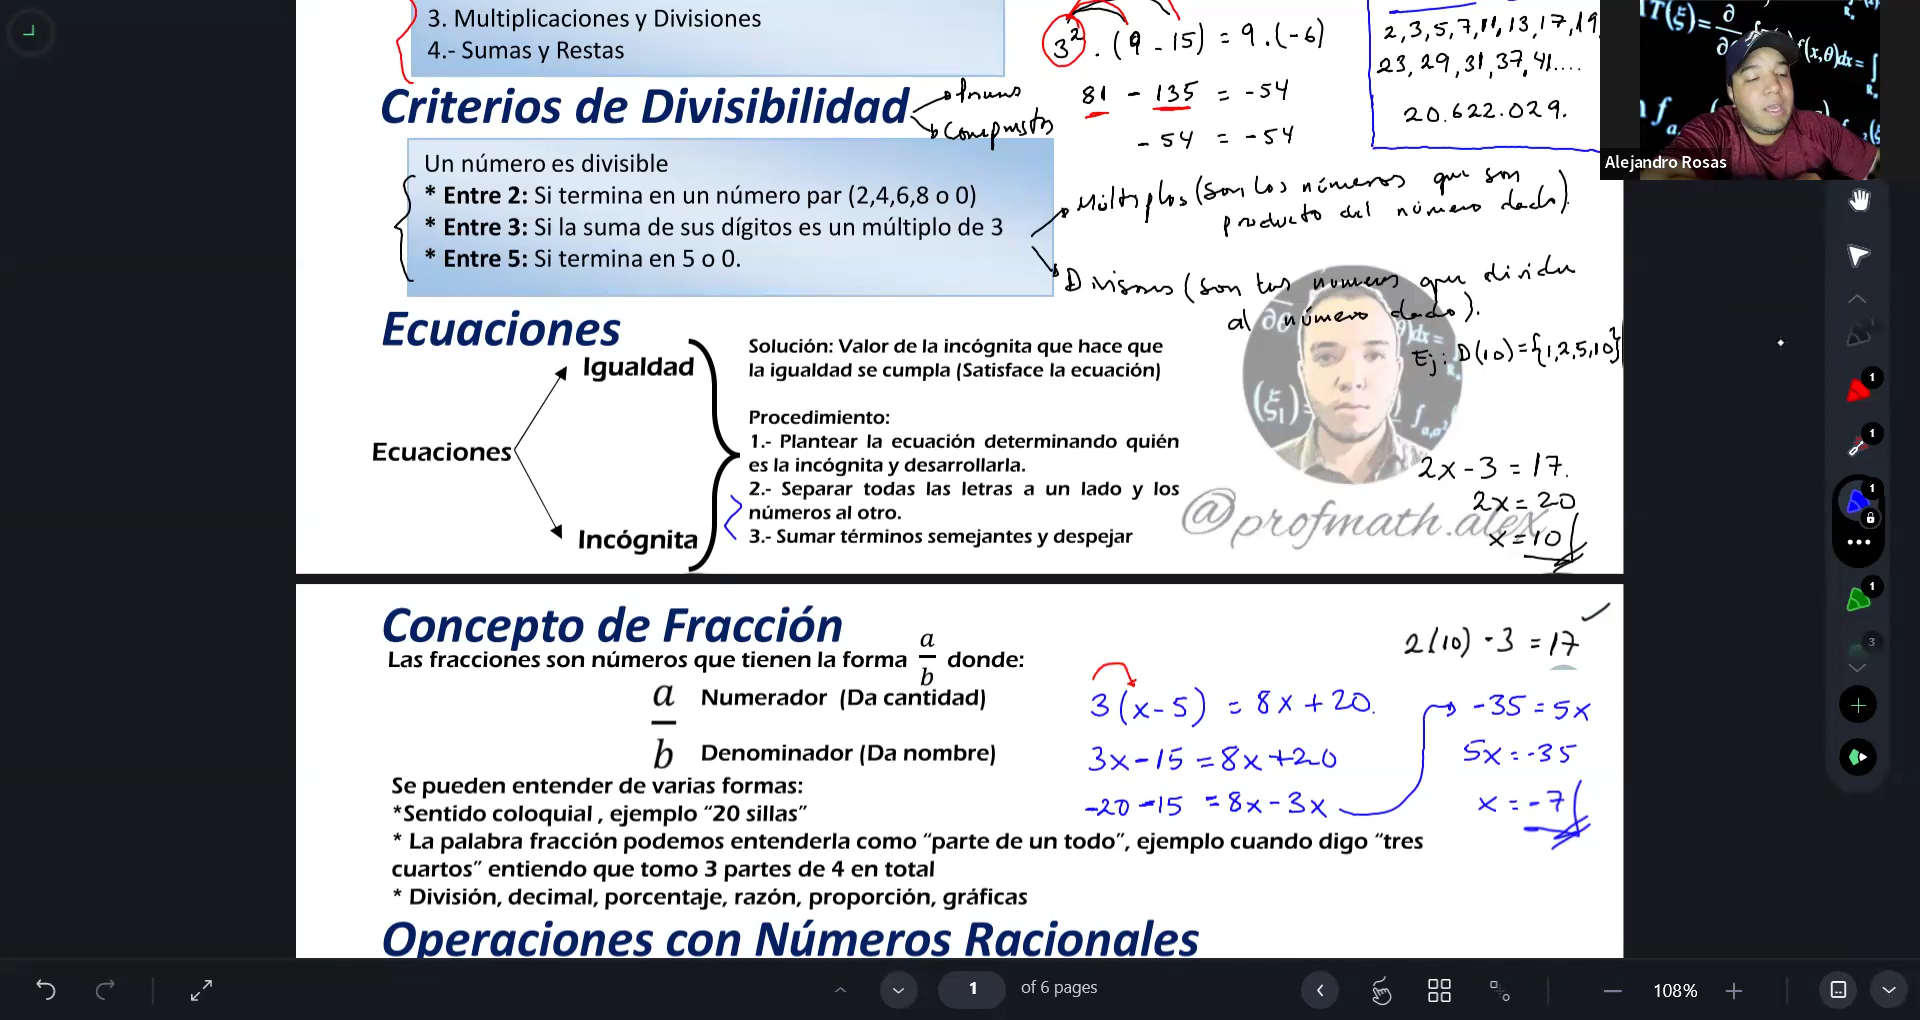 3. Multiplicaciones y Divisiones
4.- Sumas y Restas
3² . (9 - 15) = 9 . (-6)
81 - 135 = -54
- 54 = -54
2, 3, 5, 7, 11, 13, 17, 19,
23, 29, 31, 37, 41....
20.622.029.
T(ξ) = ∂
f(x,θ)dx = ∫
Alejandro Rosas
Criterios de Divisibilidad
Primos
Compuestos
Un número es divisible
* Entre 2: Si termina en un número par (2,4,6,8 o 0)
* Entre 3: Si la suma de sus dígitos es un múltiplo de 3
* Entre 5: Si termina en 5 o 0.
Múltiplos (son los números que son
producto del número dado).
Divisores (son los números que dividen
al número dado).
Ej: D(10) = {1,2,5,10}
Ecuaciones
Igualdad
Ecuaciones
Incógnita
Solución: Valor de la incógnita que hace que
la igualdad se cumpla (Satisface la ecuación)
Procedimiento:
1.- Plantear la ecuación determinando quién
es la incógnita y desarrollarla.
2.- Separar todas las letras a un lado y los
números al otro.
3.- Sumar términos semejantes y despejar
2x - 3 = 17.
2x = 20
x = 10
@profmath.alex
Concepto de Fracción
Las fracciones son números que tienen la forma a/b donde:
a Numerador (Da cantidad)
b Denominador (Da nombre)
2(10) - 3 = 17
3(x-5) = 8x + 20.
3x - 15 = 8x + 20
-20 - 15 = 8x - 3x
-35 = 5x
5x = -35
x = -7
Se pueden entender de varias formas:
*Sentido coloquial , ejemplo “20 sillas”
* La palabra fracción podemos entenderla como “parte de un todo”, ejemplo cuando digo “tres
cuartos” entiendo que tomo 3 partes de 4 en total
* División, decimal, porcentaje, razón, proporción, gráficas
Operaciones con Números Racionales
1
1
1
1
3
1 of 6 pages
108%